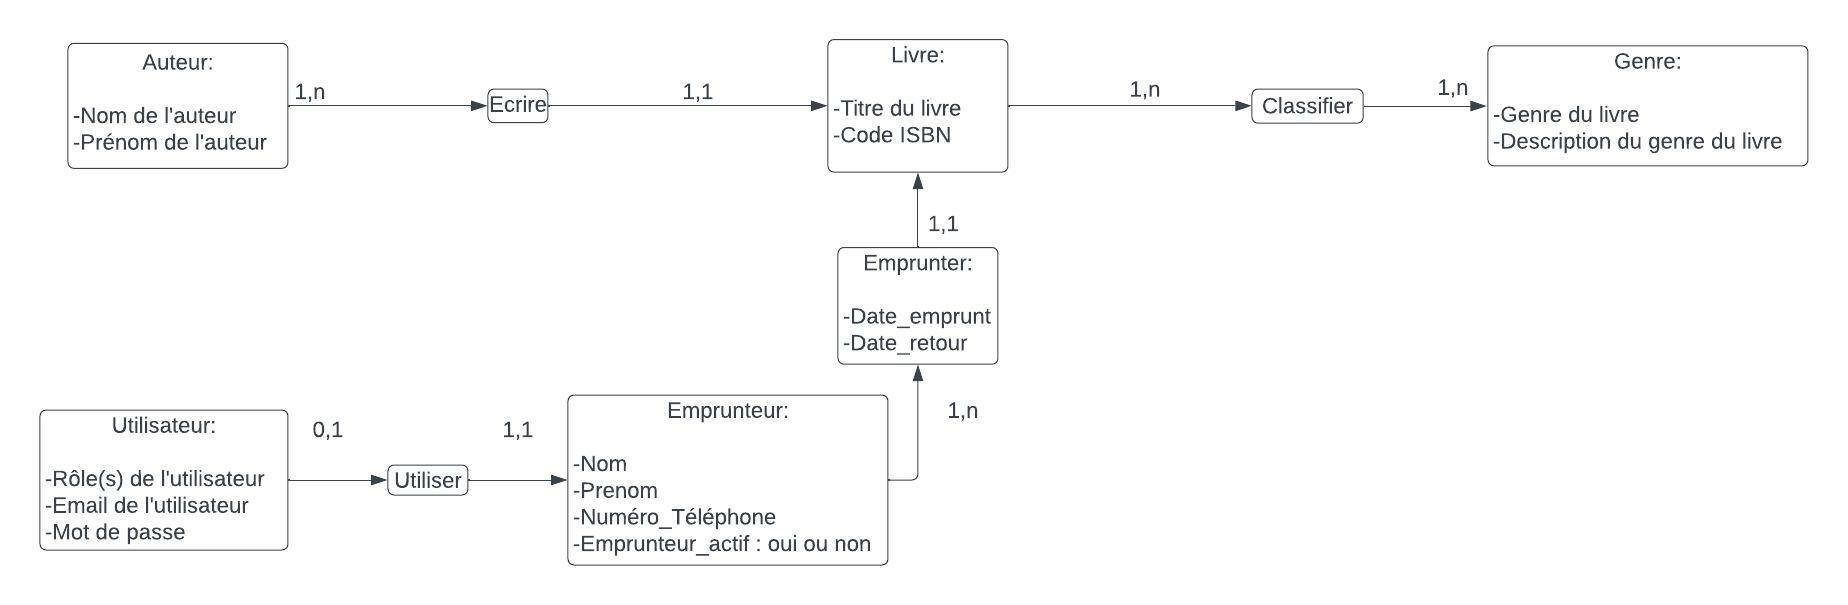 Auteur:
-Nom de l'auteur
-Prénom de l'auteur
1,n
Ecrire
1,1
Livre:
-Titre du livre
-Code ISBN
1,n
Classifier
1,n
Genre:
-Genre du livre
-Description du genre du livre
1,1
Emprunter:
-Date_emprunt
-Date_retour
1,n
Utilisateur:
-Rôle(s) de l'utilisateur
-Email de l'utilisateur
-Mot de passe
0,1
Utiliser
1,1
Emprunteur:
-Nom
-Prenom
-Numéro_Téléphone
-Emprunteur_actif : oui ou non